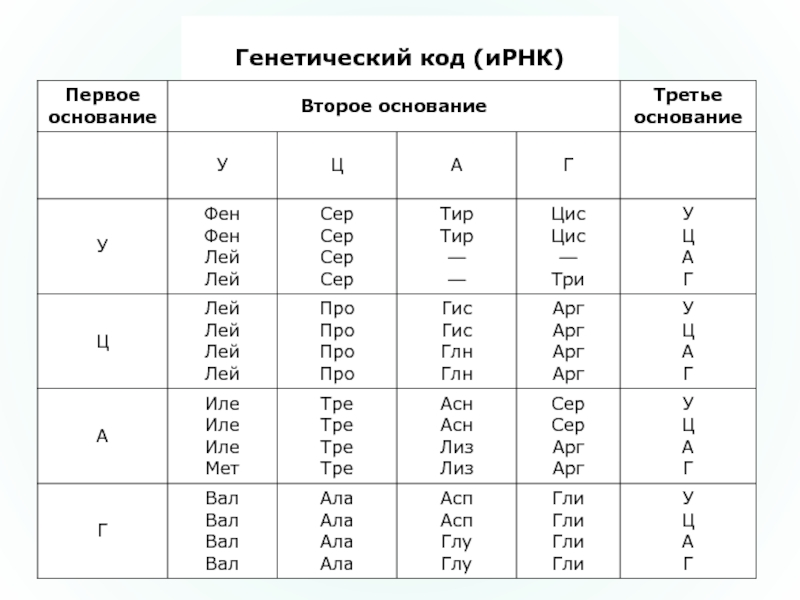 Генетический код (иРНК)
Первое основание Второе основание Третье основание
У Ц А Г
У
Фен Сер Тир Цис У
Фен Сер Тир Цис Ц
Лей Сер — — А
Лей Сер — Три Г
Ц
Лей Про Гис Арг У
Лей Про Гис Арг Ц
Лей Про Глн Арг А
Лей Про Глн Арг Г
А
Иле Тре Асн Сер У
Иле Тре Асн Сер Ц
Иле Тре Лиз Арг А
Мет Тре Лиз Арг Г
Г
Вал Ала Асп Гли У
Вал Ала Асп Гли Ц
Вал Ала Глу Гли А
Вал Ала Глу Гли Г